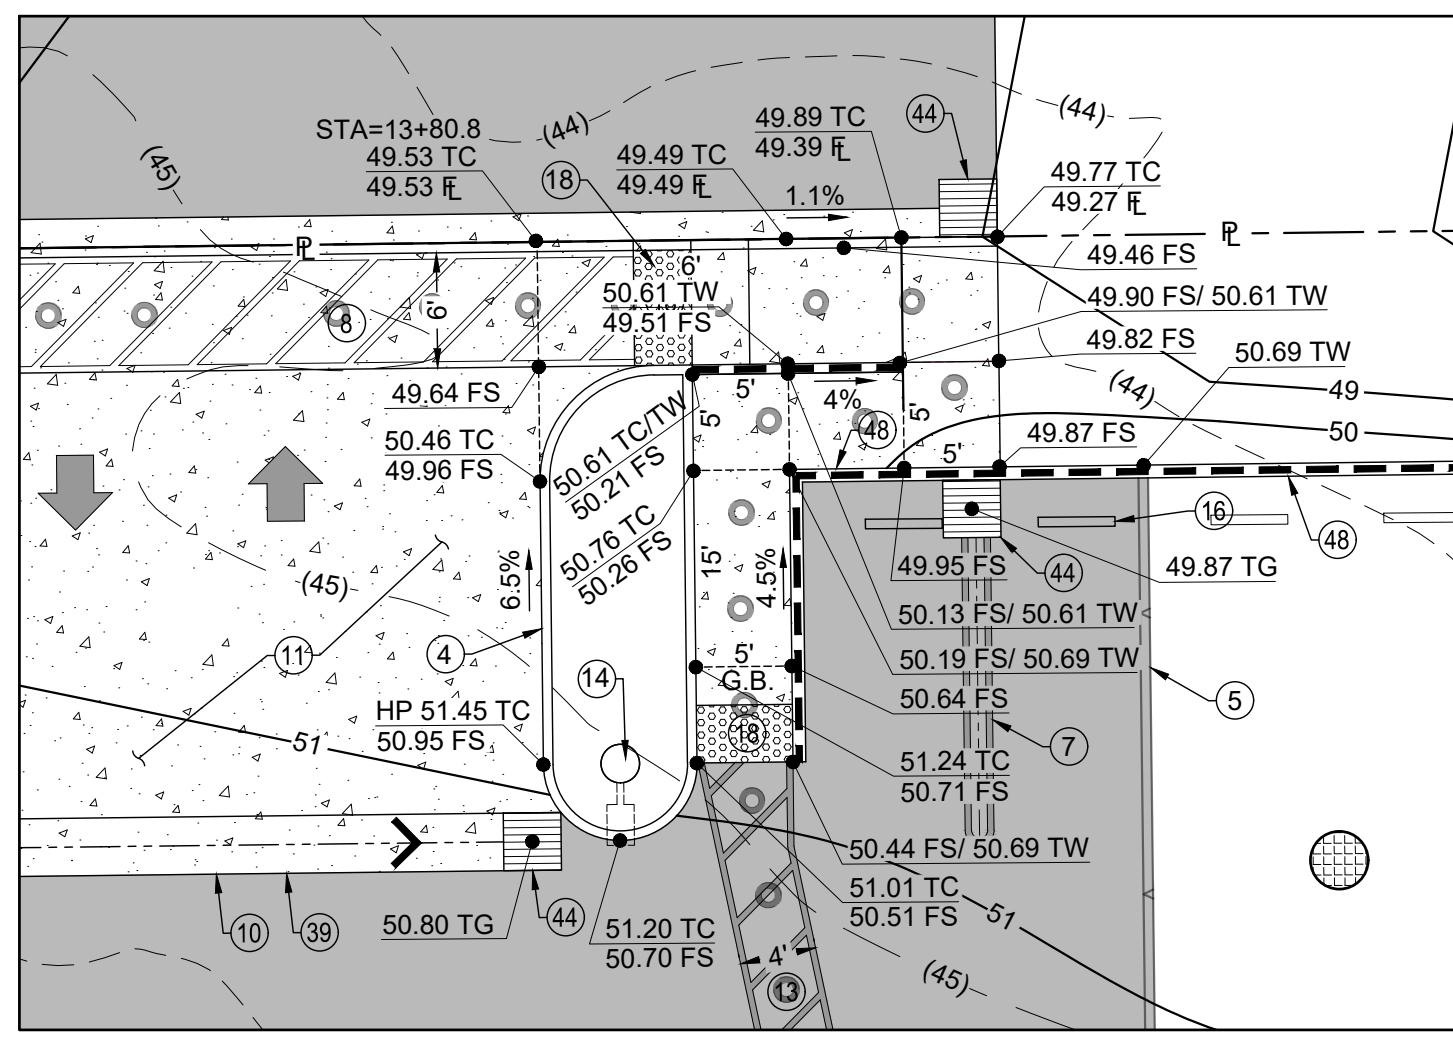 (44)
(44)
(45)
STA=13+80.8
49.53 TC
49.53 FL
18
49.49 TC
49.49 FL
49.89 TC
49.39 FL
44
1.1%
49.77 TC
49.27 FL
PL
PL
6'
8
6'
50.61 TW
49.51 FS
49.46 FS
49.90 FS/ 50.61 TW
49.82 FS
50.69 TW
(44)
49
50
49.64 FS
5'
4%
5'
5'
48
5'
49.87 FS
50.46 TC
49.96 FS
50.61 TC/TW
50.21 FS
50.76 TC
50.26 FS
16
48
6.5%
15'
4.5%
49.95 FS
44
49.87 TG
(45)
50.13 FS/ 50.61 TW
11
4
14
5'
G.B.
50.19 FS/ 50.69 TW
50.64 FS
5
HP 51.45 TC
50.95 FS
51
18
7
51.24 TC
50.71 FS
50.44 FS/ 50.69 TW
51.01 TC
50.51 FS
51
10
39
50.80 TG
44
51.20 TC
50.70 FS
4'
13
(45)